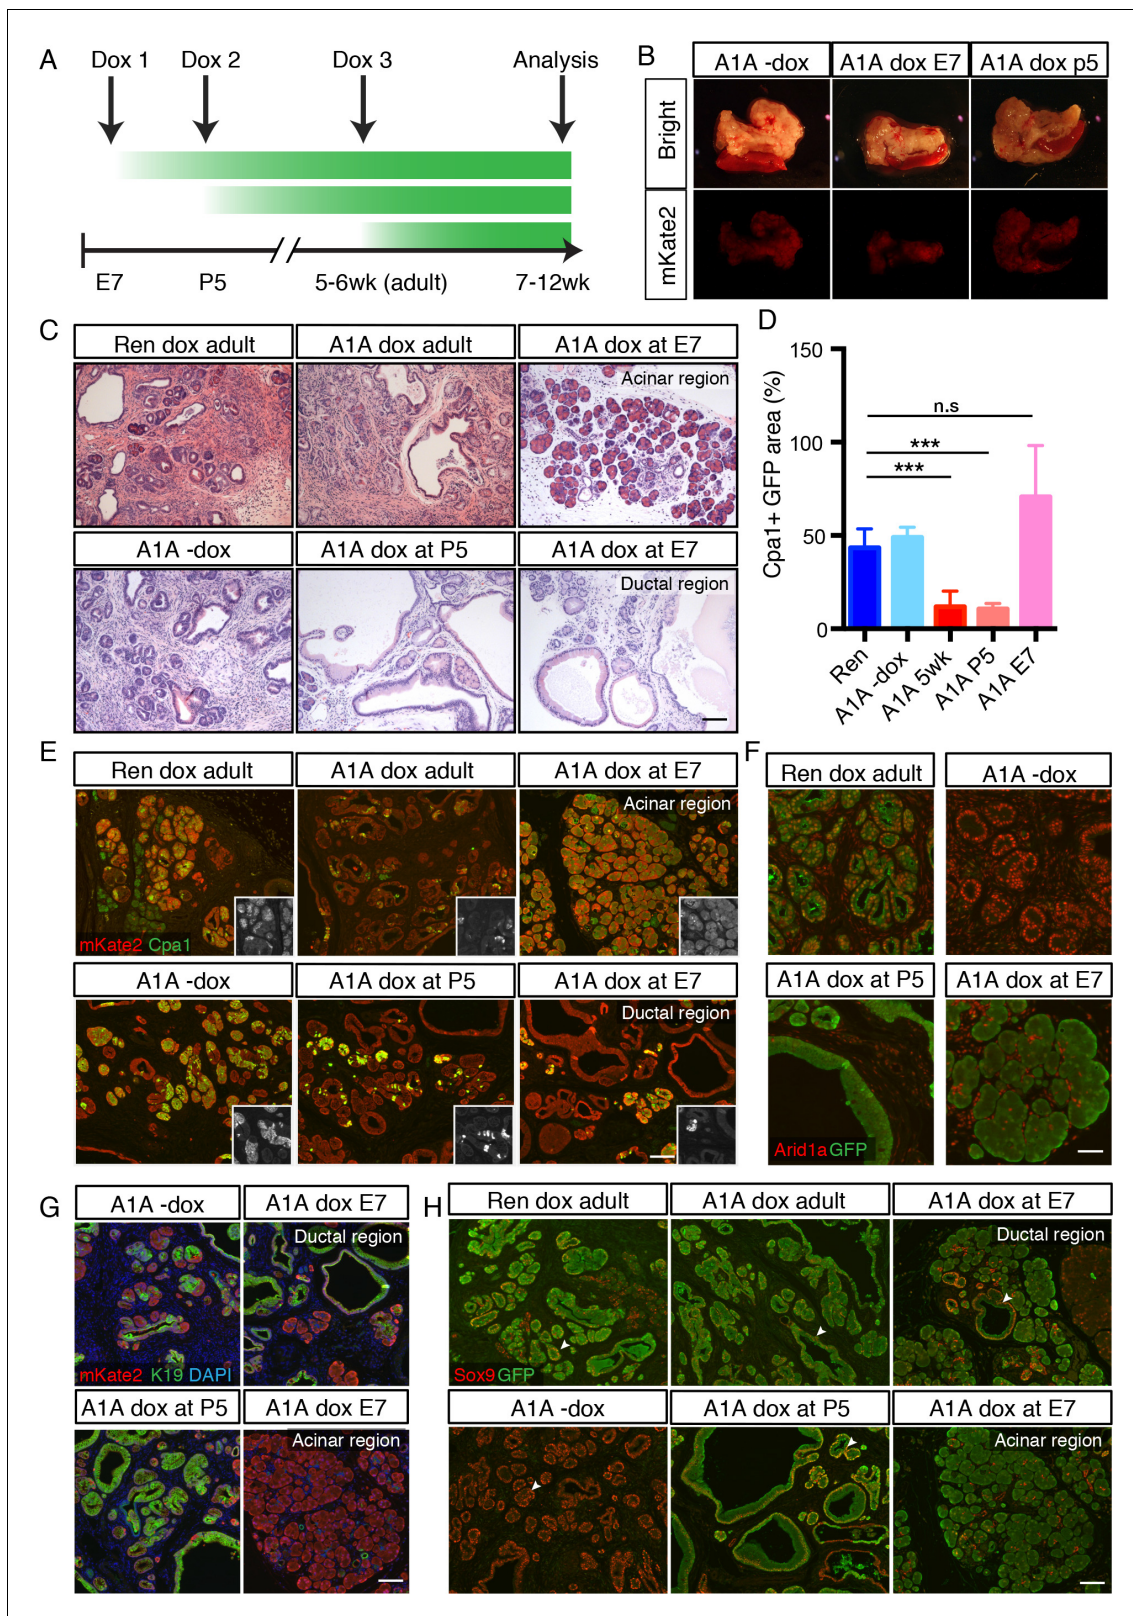 A
Dox 1 Dox 2 Dox 3 Analysis
E7 P5 5-6wk (adult) 7-12wk
B
A1A -dox A1A dox E7 A1A dox p5
Bright
mKate2
C
Ren dox adult A1A dox adult A1A dox at E7
Acinar region
A1A -dox A1A dox at P5 A1A dox at E7
Ductal region
D
Cpa1+ GFP area (%)
150
100
50
0
n.s
***
***
Ren A1A -dox A1A 5wk A1A P5 A1A E7
E
Ren dox adult A1A dox adult A1A dox at E7
Acinar region
mKate2 Cpa1
A1A -dox A1A dox at P5 A1A dox at E7
Ductal region
F
Ren dox adult A1A -dox
A1A dox at P5 A1A dox at E7
Arid1a GFP
G
A1A -dox A1A dox E7
Ductal region
mKate2 K19 DAPI
A1A dox at P5 A1A dox E7
Acinar region
H
Ren dox adult A1A dox adult A1A dox at E7
Ductal region
Sox9 GFP
A1A -dox A1A dox at P5 A1A dox at E7
Acinar region